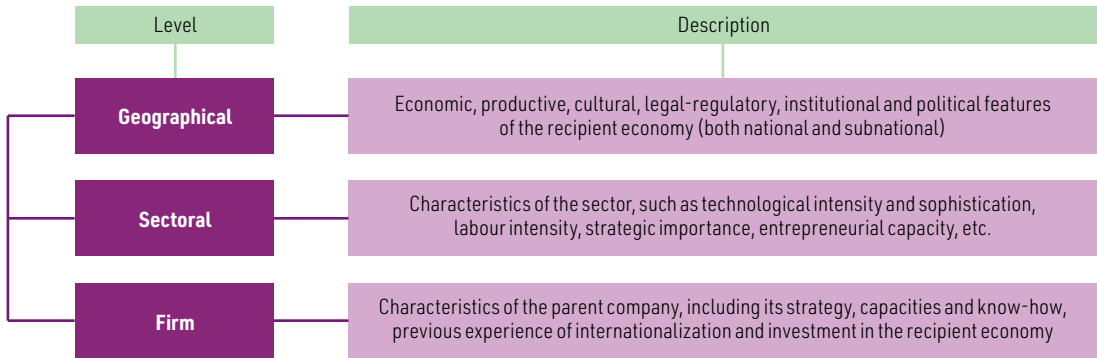 Level
Description
Geographical
Economic, productive, cultural, legal-regulatory, institutional and political features
of the recipient economy (both national and subnational)
Sectoral
Characteristics of the sector, such as technological intensity and sophistication,
labour intensity, strategic importance, entrepreneurial capacity, etc.
Firm
Characteristics of the parent company, including its strategy, capacities and know-how,
previous experience of internationalization and investment in the recipient economy